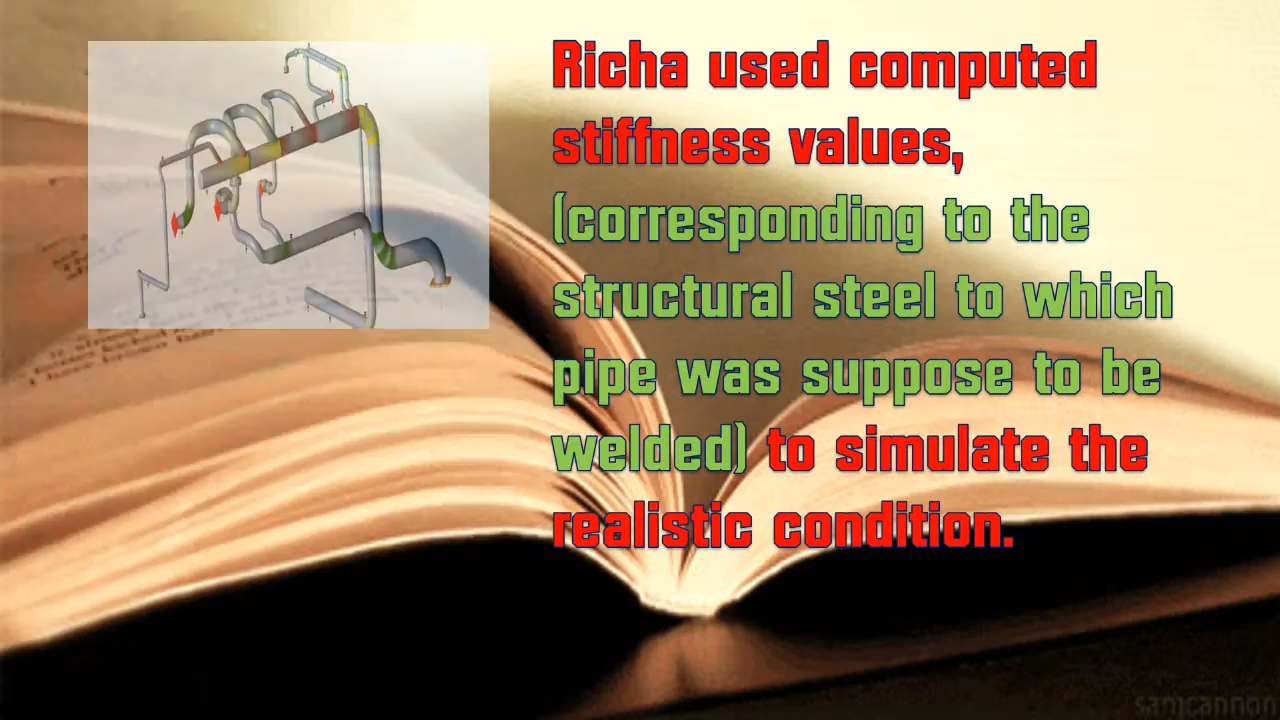 Richa used computed
stiffness values,
(corresponding to the
structural steel to which
pipe was suppose to be
welded) to simulate the
realistic condition.
samcannon